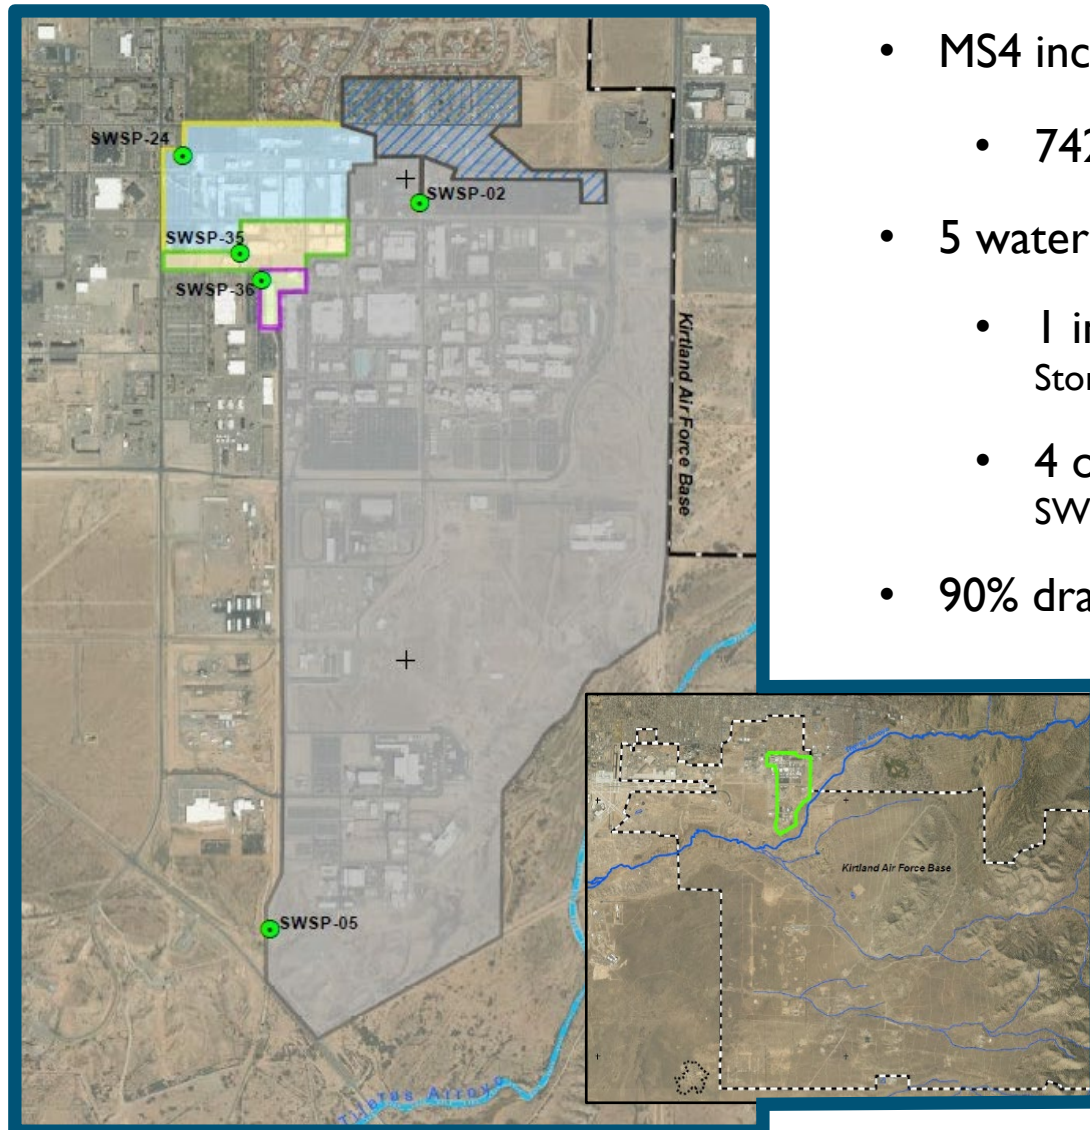 SWSP-24
SWSP-02
SWSP-35
SWSP-36
Kirtland Air Force Base
SWSP-05
Tijeras Arroyo
• MS4 inc
• 742
• 5 water
• 1 in
Stor
• 4 o
SW
• 90% dra
Kirtland Air Force Base